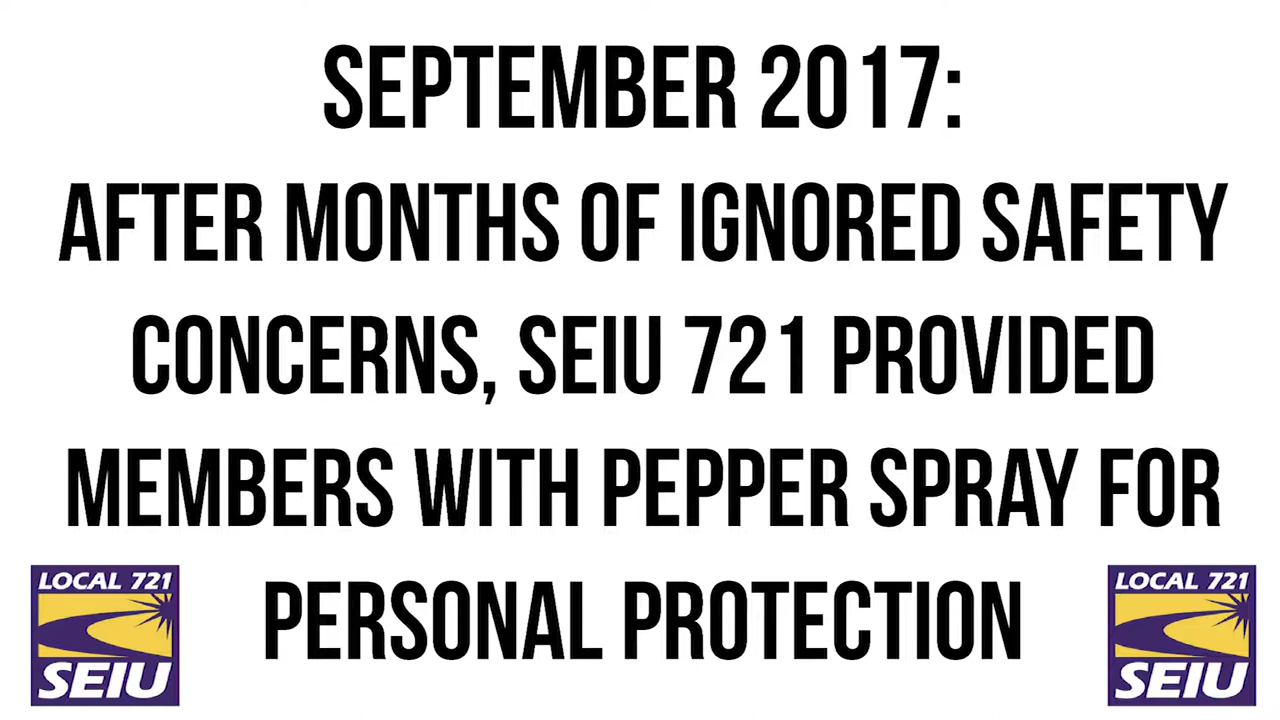 SEPTEMBER 2017:
AFTER MONTHS OF IGNORED SAFETY
CONCERNS, SEIU 721 PROVIDED
MEMBERS WITH PEPPER SPRAY FOR
PERSONAL PROTECTION
LOCAL 721
SEIU
LOCAL 721
SEIU